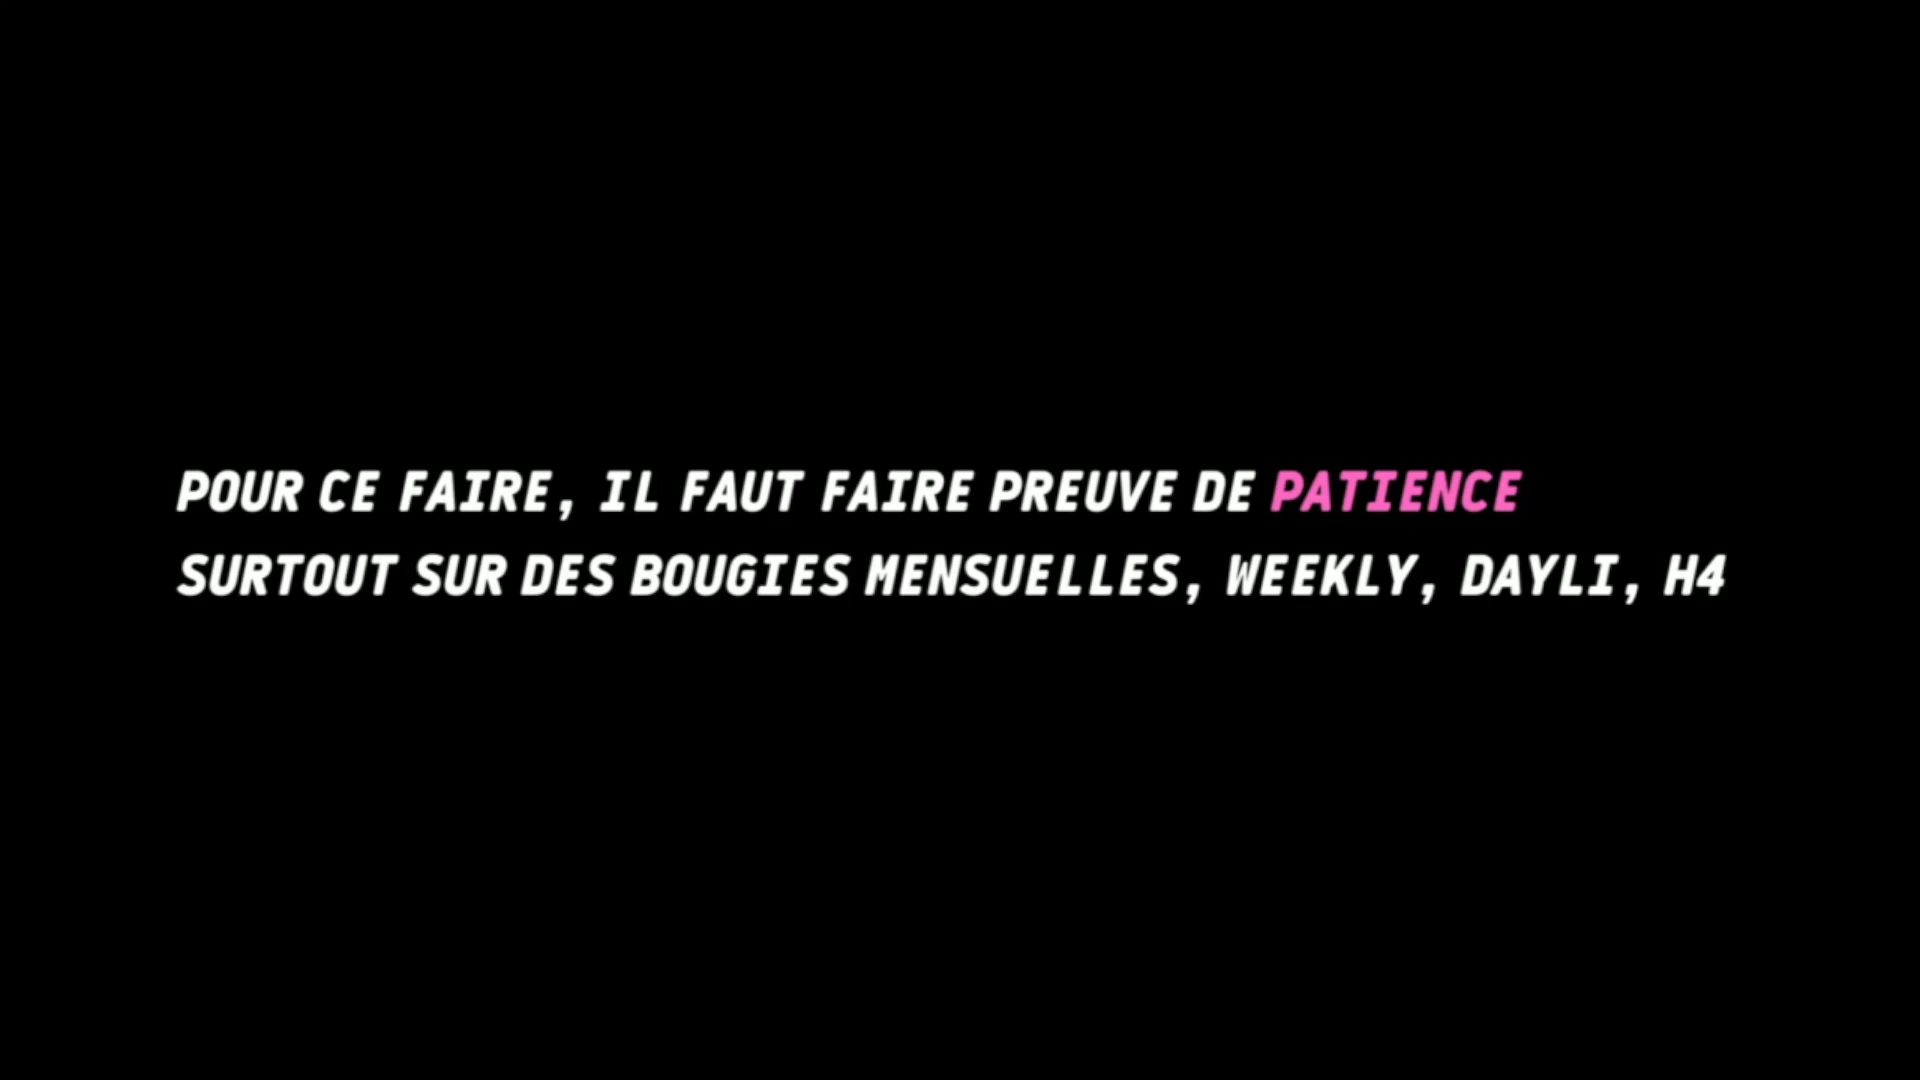 POUR CE FAIRE, IL FAUT FAIRE PREUVE DE PATIENCE
SURTOUT SUR DES BOUGIES MENSUELLES, WEEKLY, DAYLI, H4